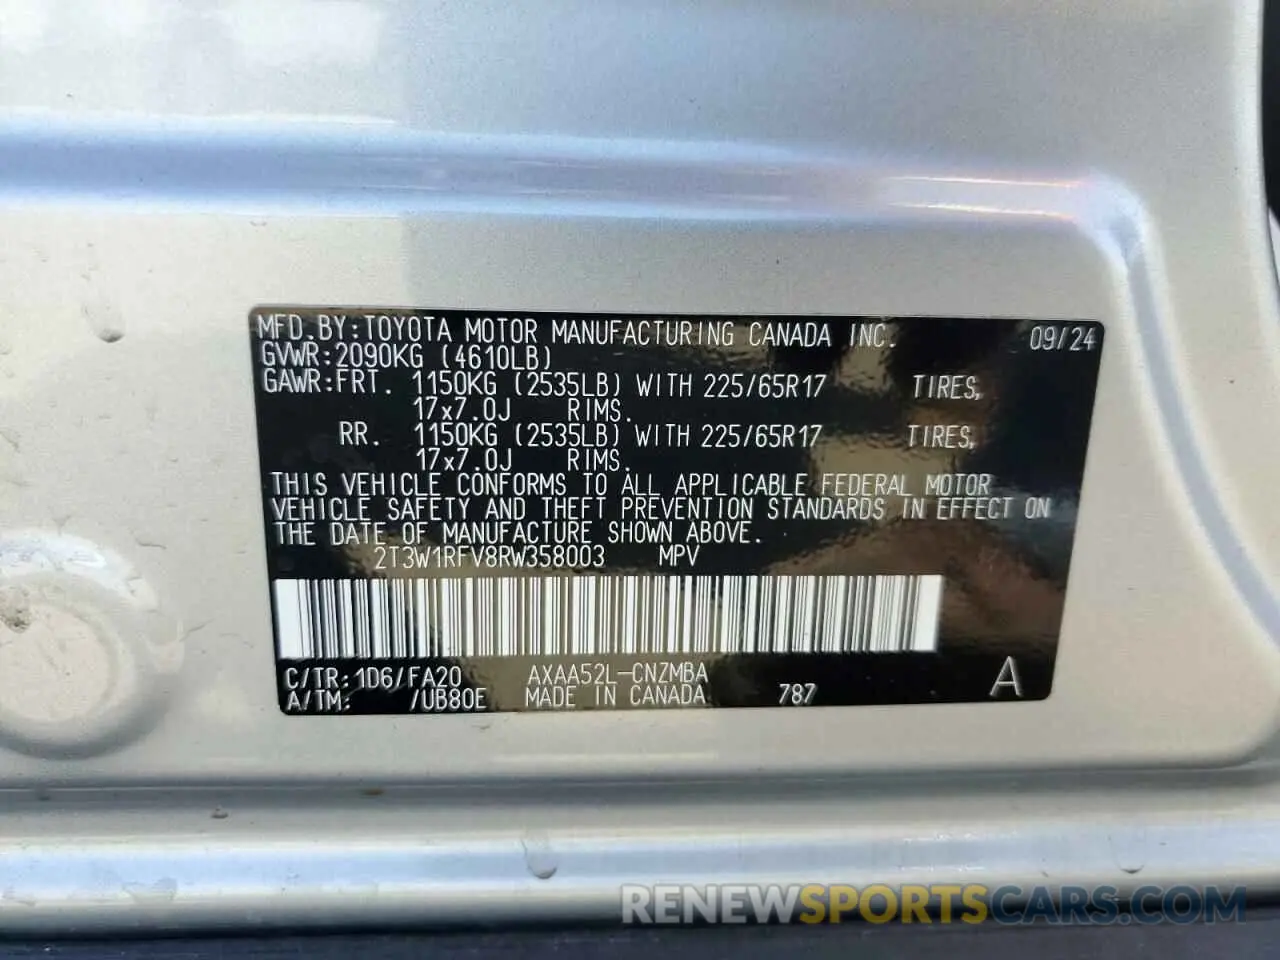 MFD.BY:TOYOTA MOTOR MANUFACTURING CANADA INC. 09/24
GVWR:2090KG (4610LB)
GAWR:FRT. 1150KG (2535LB) WITH 225/65R17 TIRES,
17x7.0J RIMS.
RR. 1150KG (2535LB) WITH 225/65R17 TIRES,
17x7.0J RIMS.
THIS VEHICLE CONFORMS TO ALL APPLICABLE FEDERAL MOTOR
VEHICLE SAFETY AND THEFT PREVENTION STANDARDS IN EFFECT ON
THE DATE OF MANUFACTURE SHOWN ABOVE.
2T3W1RFV8RW358003 MPV
C/TR:1D6/FA20 AXAA52L-CNZMBA
A/TM: /UB80E MADE IN CANADA 787 A
RENEWSPORTSCARS.COM